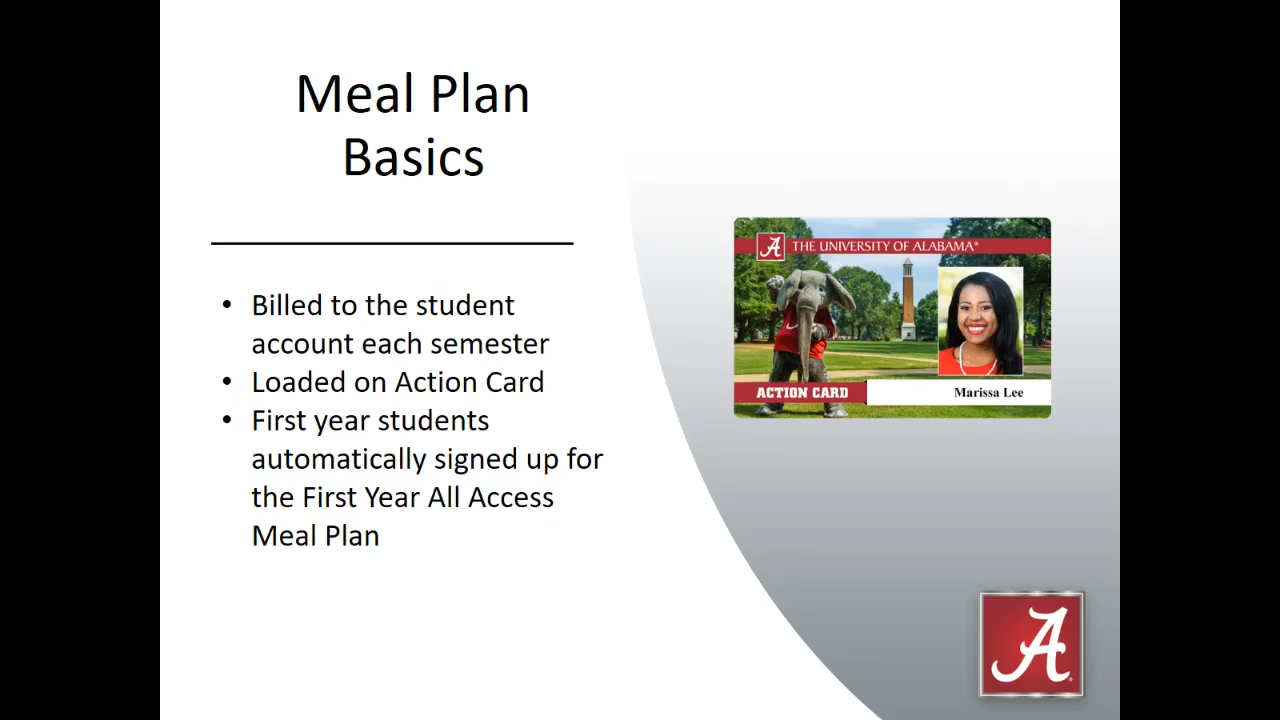 Meal Plan
Basics
• Billed to the student
account each semester
• Loaded on Action Card
• First year students
automatically signed up for
the First Year All Access
Meal Plan
A THE UNIVERSITY OF ALABAMA®
ACTION CARD
Marissa Lee
A